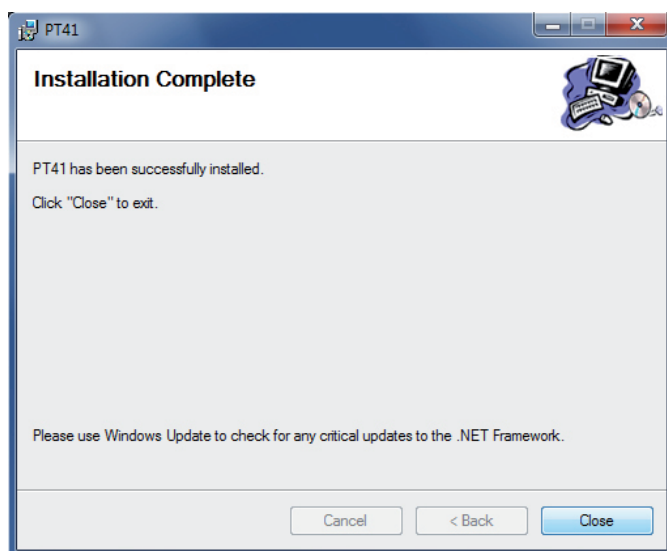 PT41
Installation Complete
PT41 has been successfully installed.
Click "Close" to exit.
Please use Windows Update to check for any critical updates to the .NET Framework.
Cancel
< Back
Close